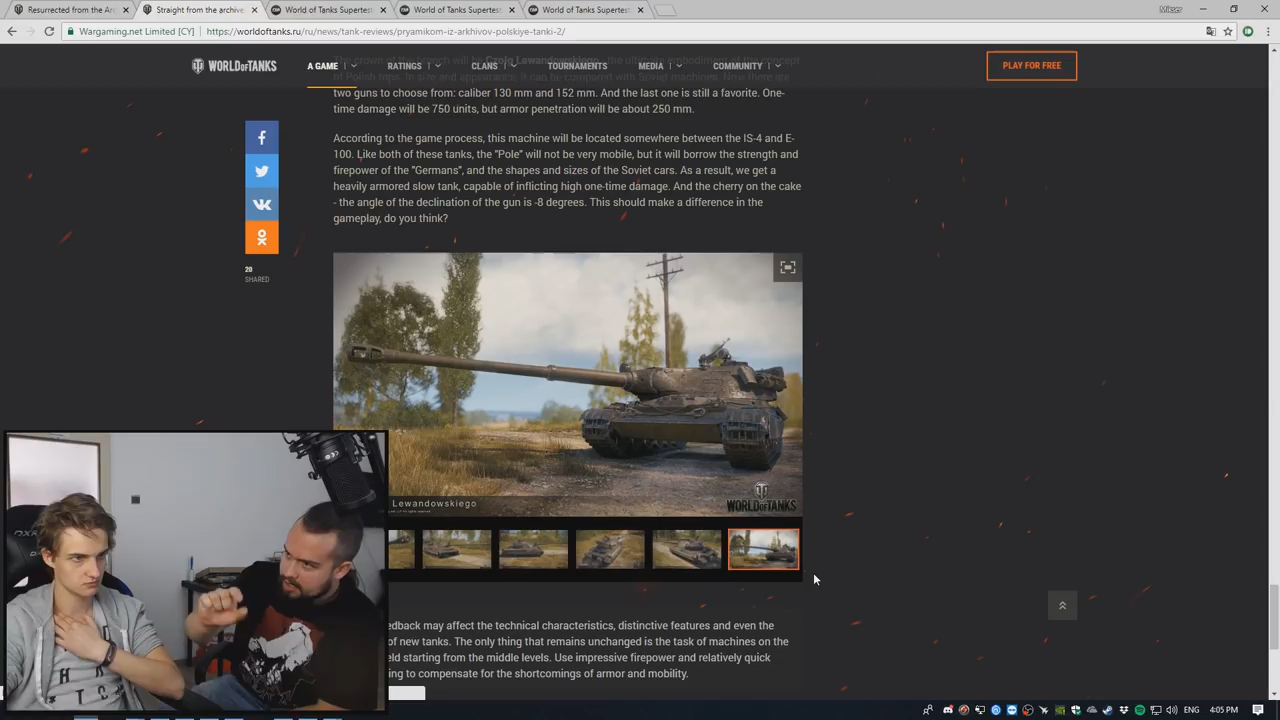 Resurrected from the Ar
Straight from the archive
World of Tanks Supertest
World of Tanks Supertest
World of Tanks Supertest
Wargaming.net Limited [CY]
https://worldoftanks.ru/ru/news/tank-reviews/pryamikom-iz-arkhivov-polskiye-tanki-2/
WORLD OF TANKS
A GAME
RATINGS
CLANS
TOURNAMENTS
MEDIA
COMMUNITY
PLAY FOR FREE
two guns to choose from: caliber 130 mm and 152 mm. And the last one is still a favorite. One-
time damage will be 750 units, but armor penetration will be about 250 mm.
According to the game process, this machine will be located somewhere between the IS-4 and E-
100. Like both of these tanks, the "Pole" will not be very mobile, but it will borrow the strength and
firepower of the "Germans", and the shapes and sizes of the Soviet cars. As a result, we get a
heavily armored slow tank, capable of inflicting high one-time damage. And the cherry on the cake
- the angle of the declination of the gun is -8 degrees. This should make a difference in the
gameplay, do you think?
20
SHARED
Lewandowskiego
WORLD OF TANKS
edback may affect the technical characteristics, distinctive features and even the
of new tanks. The only thing that remains unchanged is the task of machines on the
eld starting from the middle levels. Use impressive firepower and relatively quick
ing to compensate for the shortcomings of armor and mobility.
ENG
4:05 PM